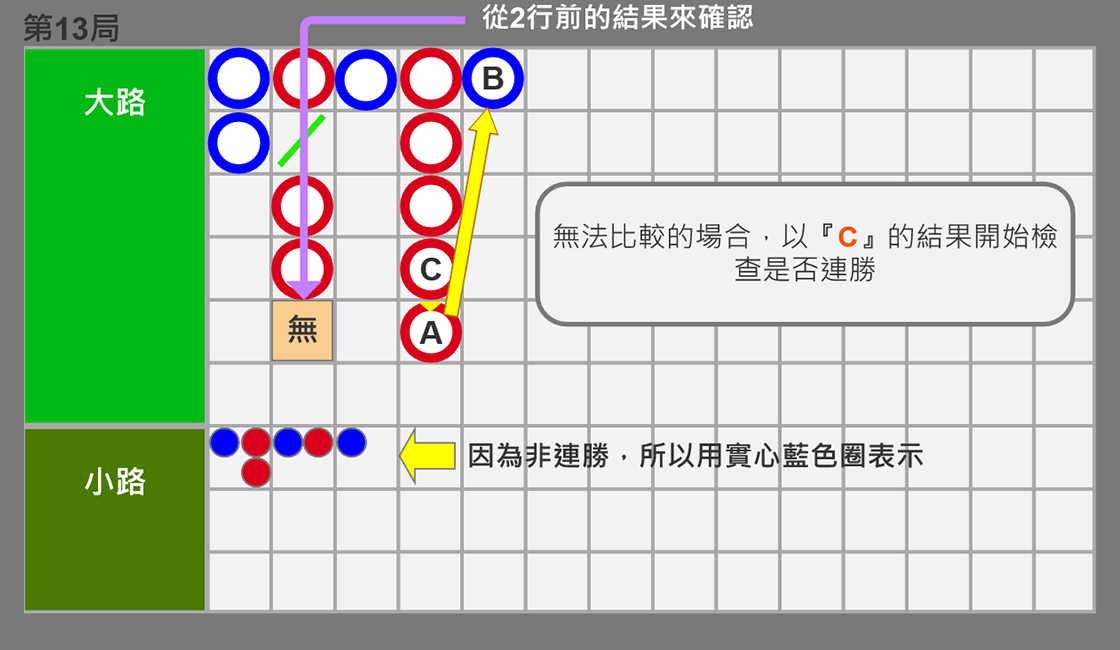 第13局
從2行前的結果來確認
大路
B
C
無
A
無法比較的場合，以『C』的結果開始檢
查是否連勝
小路
因為非連勝，所以用實心藍色圈表示